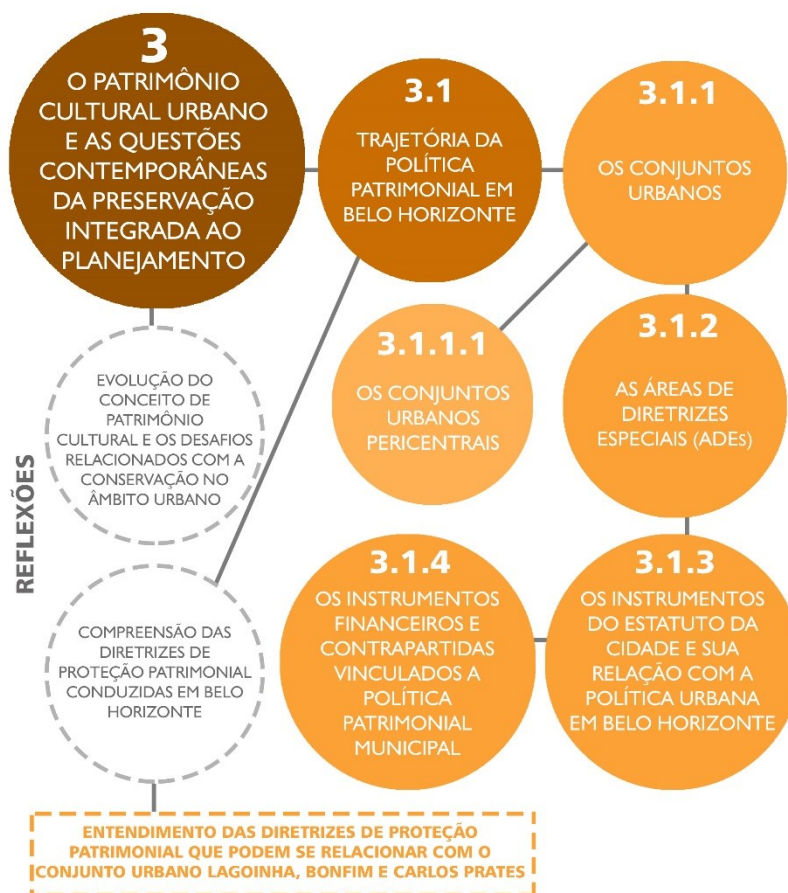 3
O PATRIMÔNIO
CULTURAL URBANO
E AS QUESTÕES
CONTEMPORÂNEAS
DA PRESERVAÇÃO
INTEGRADA AO
PLANEJAMENTO
3.1
TRAJETÓRIA DA
POLÍTICA
PATRIMONIAL EM
BELO HORIZONTE
3.1.1
OS CONJUNTOS
URBANOS
3.1.1.1
OS CONJUNTOS
URBANOS
PERICENTRAIS
3.1.2
AS ÁREAS DE
DIRETRIZES
ESPECIAIS (ADEs)
3.1.3
OS INSTRUMENTOS
DO ESTATUTO DA
CIDADE E SUA
RELAÇÃO COM A
POLÍTICA URBANA
EM BELO HORIZONTE
3.1.4
OS INSTRUMENTOS
FINANCEIROS E
CONTRAPARTIDAS
VINCULADOS A
POLÍTICA
PATRIMONIAL
MUNICIPAL
REFLEXÕES
EVOLUÇÃO DO
CONCEITO DE
PATRIMÔNIO
CULTURAL E OS DESAFIOS
RELACIONADOS COM A
CONSERVAÇÃO NO
ÂMBITO URBANO
COMPREENSÃO DAS
DIRETRIZES DE
PROTEÇÃO PATRIMONIAL
CONDUZIDAS EM BELO
HORIZONTE
ENTENDIMENTO DAS DIRETRIZES DE PROTEÇÃO
PATRIMONIAL QUE PODEM SE RELACIONAR COM O
CONJUNTO URBANO LAGOINHA, BONFIM E CARLOS PRATES